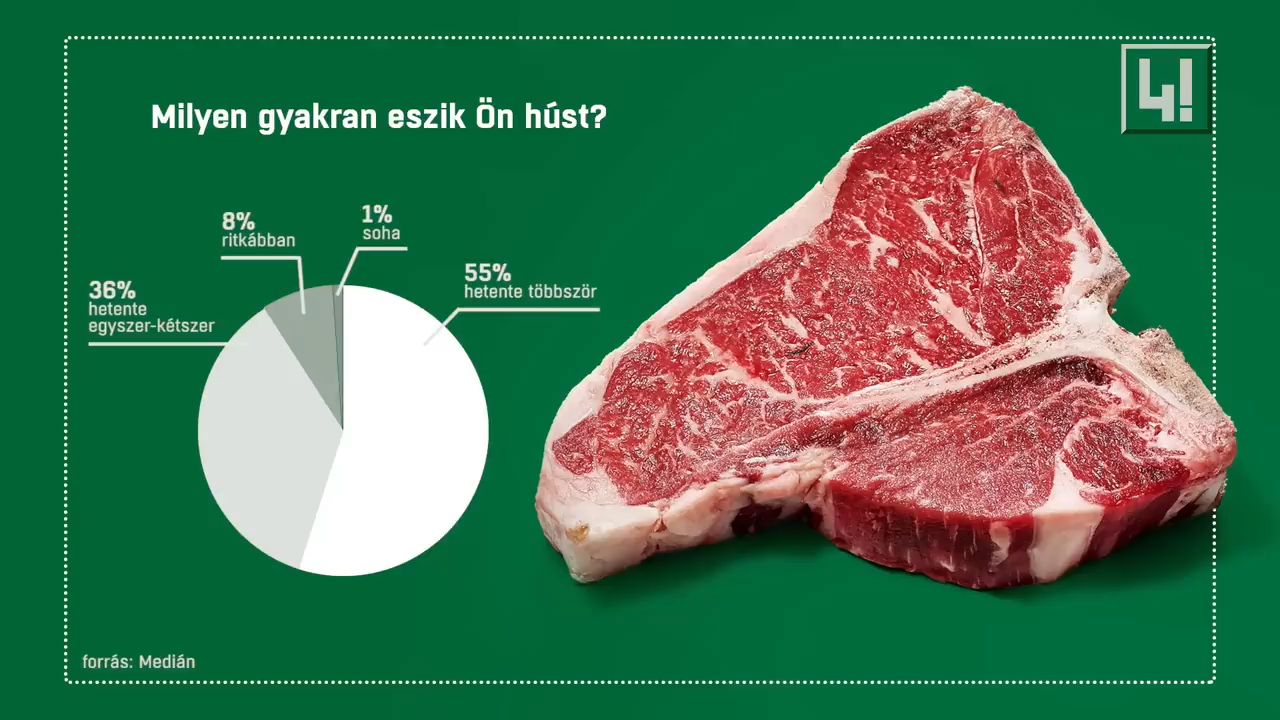 4!
Milyen gyakran eszik Ön húst?
8%
ritkábban
1%
soha
36%
hetente
egyszer-kétszer
55%
hetente többször
forrás: Medián